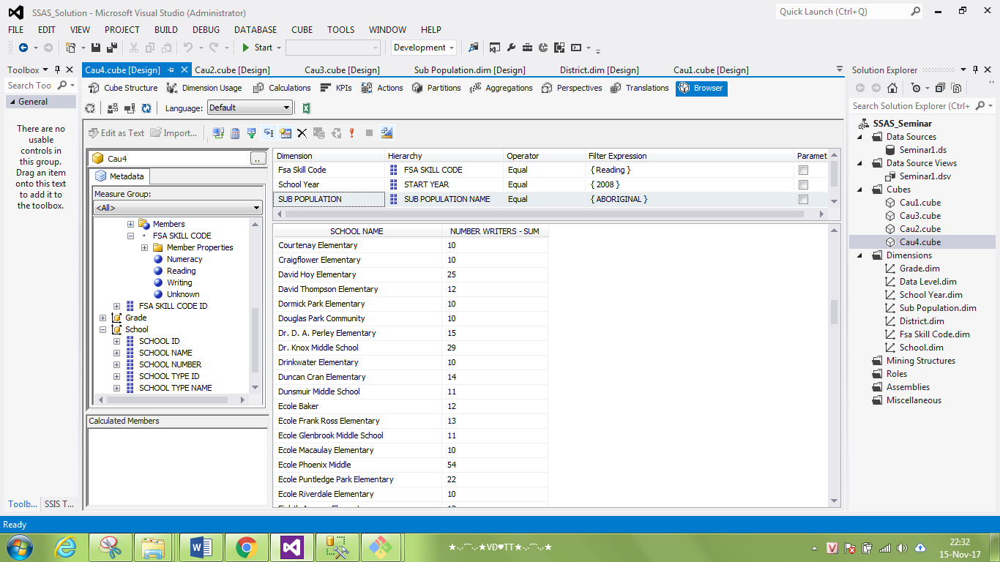 SSAS_Solution - Microsoft Visual Studio (Administrator)
Quick Launch (Ctrl+Q)
FILE EDIT VIEW PROJECT BUILD DEBUG DATABASE CUBE TOOLS WINDOW HELP
Start Development
Toolbox
Cau4.cube [Design] Cau2.cube [Design] Cau3.cube [Design] Sub Population.dim [Design] District.dim [Design] Cau1.cube [Design]
Solution Explorer
Search Too
General
There are no
usable
controls in
this group.
Drag an item
onto this text
to add it to
the toolbox.
Toolb... SSIS T...
Cube Structure Dimension Usage Calculations KPIs Actions Partitions Aggregations Perspectives Translations Browser
Language: Default
Edit as Text Import...
Cau4 ..
Metadata
Measure Group:
<All>
Members
FSA SKILL CODE
Member Properties
Numeracy
Reading
Writing
Unknown
FSA SKILL CODE ID
Grade
School
SCHOOL ID
SCHOOL NAME
SCHOOL NUMBER
SCHOOL TYPE ID
SCHOOL TYPE NAME
Calculated Members
Dimension Hierarchy Operator Filter Expression Paramet
Fsa Skill Code FSA SKILL CODE Equal { Reading }
School Year START YEAR Equal { 2008 }
SUB POPULATION SUB POPULATION NAME Equal { ABORIGINAL }
SCHOOL NAME NUMBER WRITERS - SUM
Courtenay Elementary 10
Craigflower Elementary 10
David Hoy Elementary 25
David Thompson Elementary 12
Dormick Park Elementary 10
Douglas Park Community 10
Dr. D. A. Perley Elementary 15
Dr. Knox Middle School 29
Drinkwater Elementary 10
Duncan Cran Elementary 14
Dunsmuir Middle School 11
Ecole Baker 12
Ecole Frank Ross Elementary 13
Ecole Glenbrook Middle School 11
Ecole Macaulay Elementary 10
Ecole Phoenix Middle 54
Ecole Puntledge Park Elementary 22
Ecole Riverdale Elementary 10
Search Solution Explorer (Ctrl+
SSAS_Seminar
Data Sources
Seminar1.ds
Data Source Views
Seminar1.dsv
Cubes
Cau1.cube
Cau3.cube
Cau2.cube
Cau4.cube
Dimensions
Grade.dim
Data Level.dim
School Year.dim
Sub Population.dim
District.dim
Fsa Skill Code.dim
School.dim
Mining Structures
Roles
Assemblies
Miscellaneous
Ready
★·.·´¯`·.·★VĐ♥TT★·.·´¯`·.·★
22:32
15-Nov-17